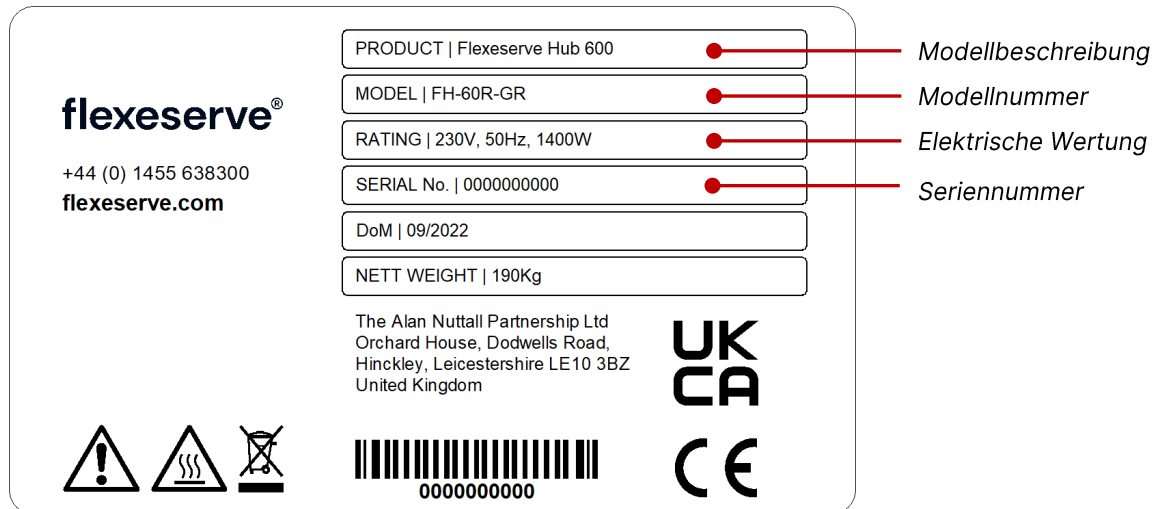 flexeserve®
+44 (0) 1455 638300
flexeserve.com
PRODUCT | Flexeserve Hub 600
Modellbeschreibung
MODEL | FH-60R-GR
Modellnummer
RATING | 230V, 50Hz, 1400W
Elektrische Wertung
SERIAL No. | 0000000000
Seriennummer
DoM | 09/2022
NETT WEIGHT | 190Kg
The Alan Nuttall Partnership Ltd
Orchard House, Dodwells Road,
Hinckley, Leicestershire LE10 3BZ
United Kingdom
UK
CA
CE
0000000000